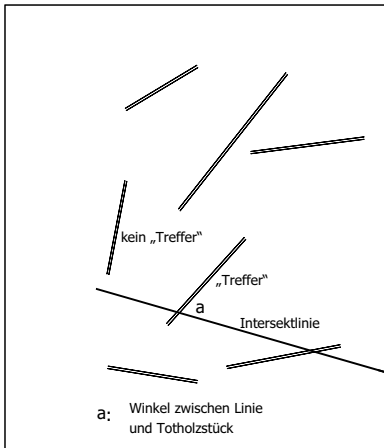 kein „Treffer“
„Treffer“
a
Intersektlinie
a: Winkel zwischen Linie
und Totholzstück